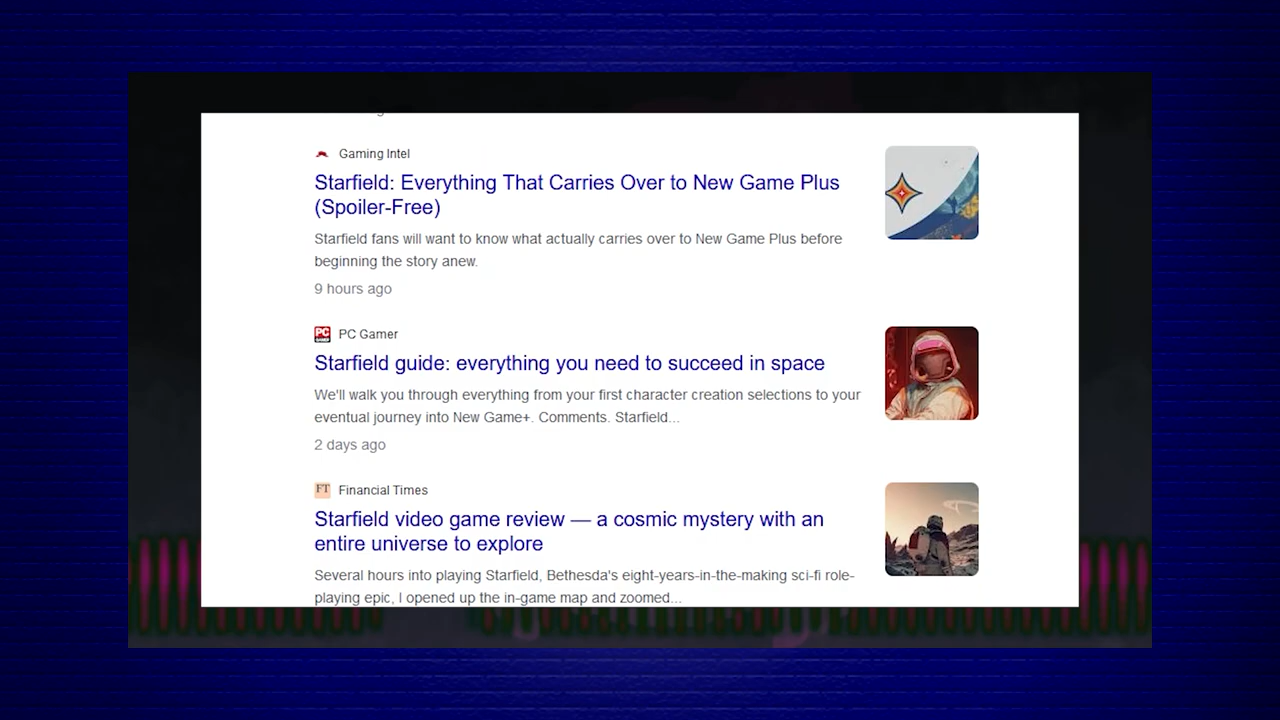 Gaming Intel
Starfield: Everything That Carries Over to New Game Plus
(Spoiler-Free)
Starfield fans will want to know what actually carries over to New Game Plus before
beginning the story anew.
9 hours ago
PC GAMER
PC Gamer
Starfield guide: everything you need to succeed in space
We'll walk you through everything from your first character creation selections to your
eventual journey into New Game+. Comments. Starfield...
2 days ago
FT
Financial Times
Starfield video game review — a cosmic mystery with an
entire universe to explore
Several hours into playing Starfield, Bethesda's eight-years-in-the-making sci-fi role-
playing epic, I opened up the in-game map and zoomed...